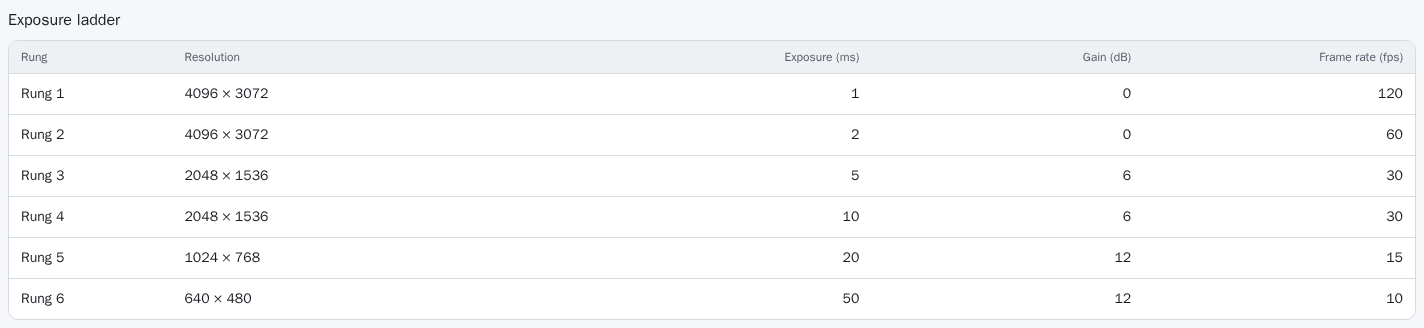 Exposure ladder
Rung Resolution Exposure (ms) Gain (dB) Frame rate (fps)
Rung 1 4096 × 3072 1 0 120
Rung 2 4096 × 3072 2 0 60
Rung 3 2048 × 1536 5 6 30
Rung 4 2048 × 1536 10 6 30
Rung 5 1024 × 768 20 12 15
Rung 6 640 × 480 50 12 10